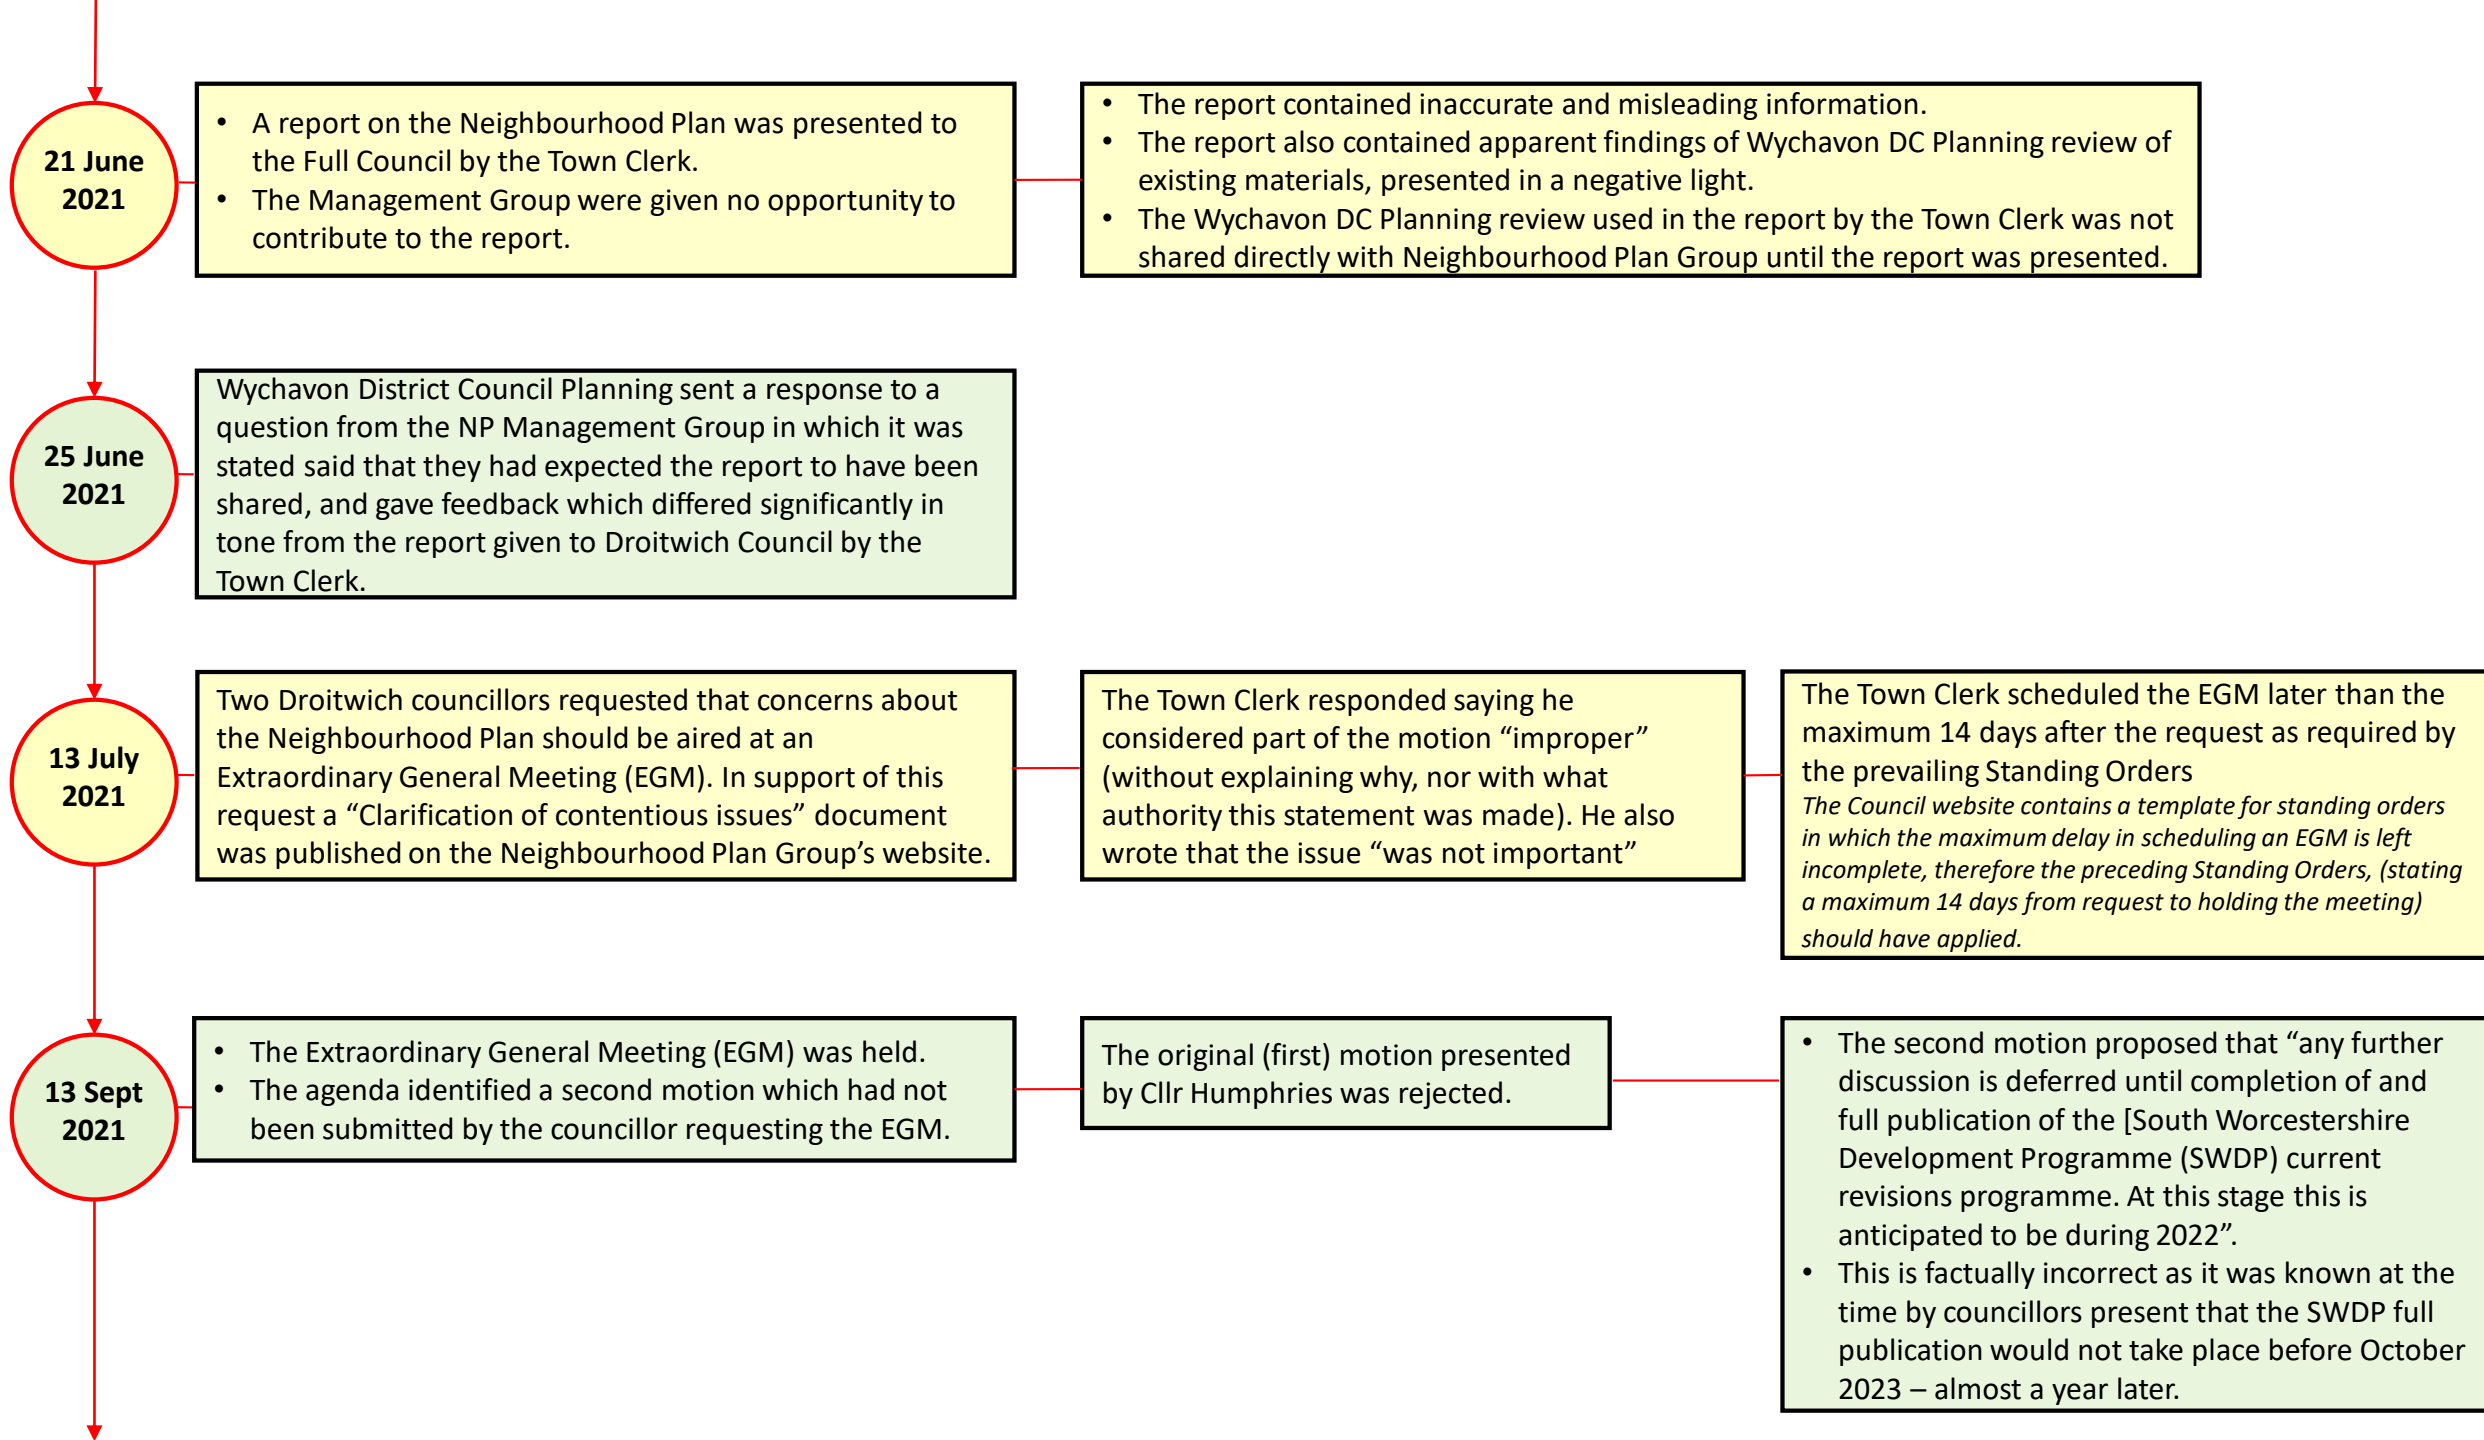 21 June
2021
• A report on the Neighbourhood Plan was presented to
the Full Council by the Town Clerk.
• The Management Group were given no opportunity to
contribute to the report.
• The report contained inaccurate and misleading information.
• The report also contained apparent findings of Wychavon DC Planning review of
existing materials, presented in a negative light.
• The Wychavon DC Planning review used in the report by the Town Clerk was not
shared directly with Neighbourhood Plan Group until the report was presented.
25 June
2021
Wychavon District Council Planning sent a response to a
question from the NP Management Group in which it was
stated said that they had expected the report to have been
shared, and gave feedback which differed significantly in
tone from the report given to Droitwich Council by the
Town Clerk.
13 July
2021
Two Droitwich councillors requested that concerns about
the Neighbourhood Plan should be aired at an
Extraordinary General Meeting (EGM). In support of this
request a “Clarification of contentious issues” document
was published on the Neighbourhood Plan Group’s website.
The Town Clerk responded saying he
considered part of the motion “improper”
(without explaining why, nor with what
authority this statement was made). He also
wrote that the issue “was not important”
The Town Clerk scheduled the EGM later than the
maximum 14 days after the request as required by
the prevailing Standing Orders
The Council website contains a template for standing orders
in which the maximum delay in scheduling an EGM is left
incomplete, therefore the preceding Standing Orders, (stating
a maximum 14 days from request to holding the meeting)
should have applied.
13 Sept
2021
• The Extraordinary General Meeting (EGM) was held.
• The agenda identified a second motion which had not
been submitted by the councillor requesting the EGM.
The original (first) motion presented
by Cllr Humphries was rejected.
• The second motion proposed that “any further
discussion is deferred until completion of and
full publication of the [South Worcestershire
Development Programme (SWDP) current
revisions programme. At this stage this is
anticipated to be during 2022”.
• This is factually incorrect as it was known at the
time by councillors present that the SWDP full
publication would not take place before October
2023 – almost a year later.